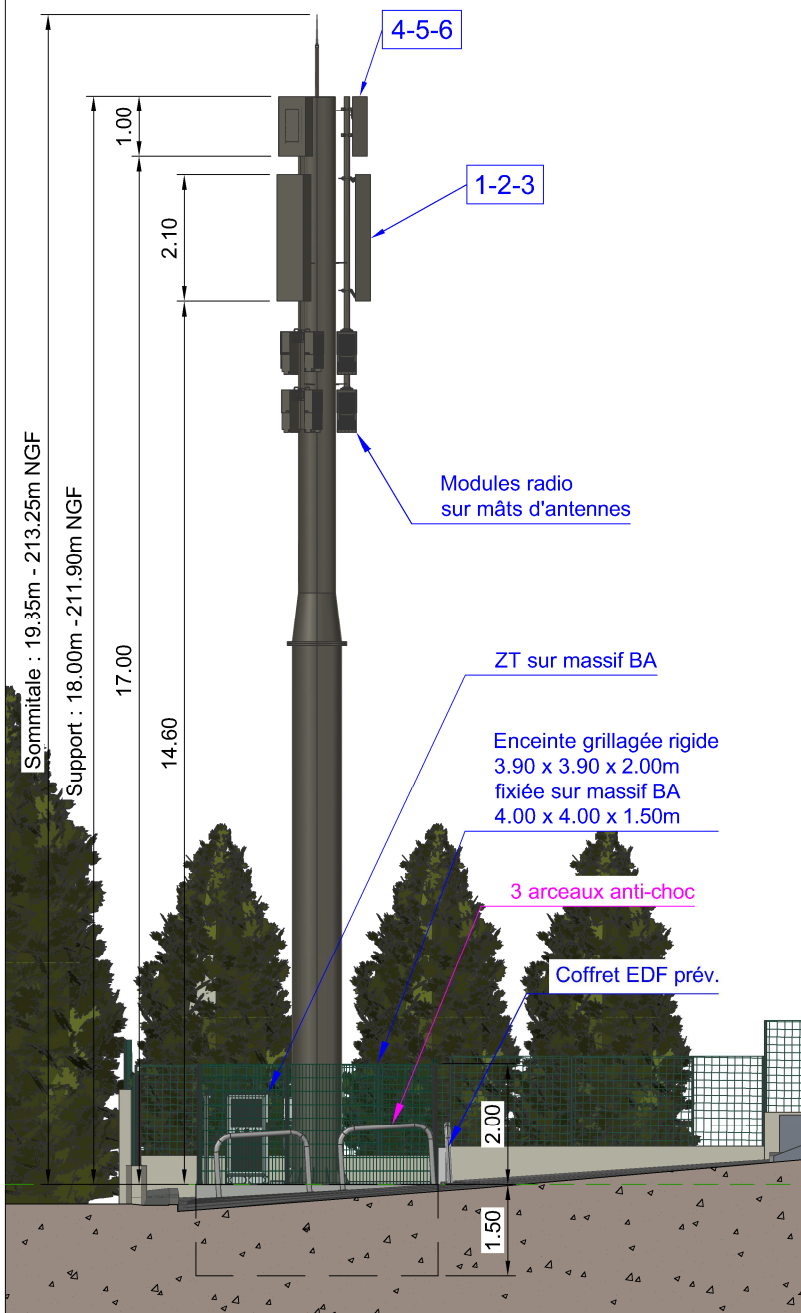 4-5-6
1.00
1-2-3
2.10
Sommitale : 19.35m - 213.25m NGF
Support : 18.00m -211.90m NGF
Modules radio
sur mâts d'antennes
17.00
14.60
ZT sur massif BA
Enceinte grillagée rigide
3.90 x 3.90 x 2.00m
fixiée sur massif BA
4.00 x 4.00 x 1.50m
3 arceaux anti-choc
Coffret EDF prév.
2.00
1.50